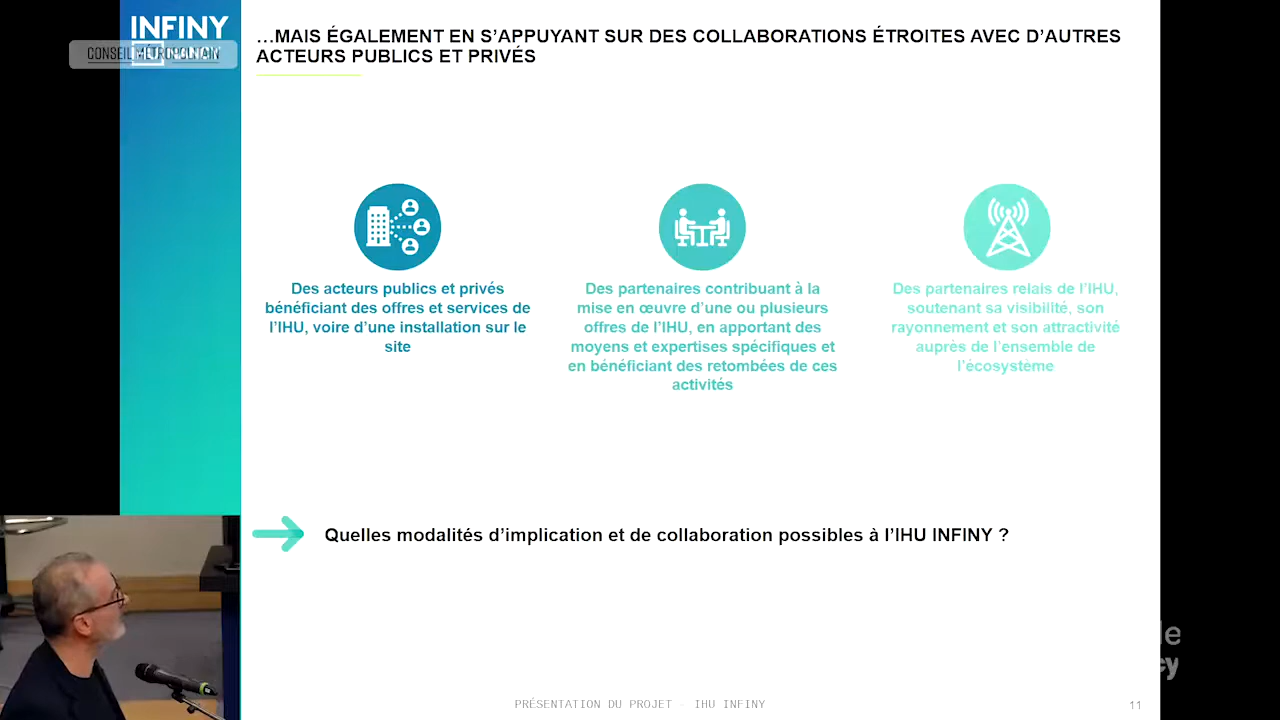 INFINY
CONSEIL MÉTROPOLITAIN
…MAIS ÉGALEMENT EN S’APPUYANT SUR DES COLLABORATIONS ÉTROITES AVEC D’AUTRES
ACTEURS PUBLICS ET PRIVÉS
Des acteurs publics et privés
bénéficiant des offres et services de
l’IHU, voire d’une installation sur le
site
Des partenaires contribuant à la
mise en œuvre d’une ou plusieurs
offres de l’IHU, en apportant des
moyens et expertises spécifiques et
en bénéficiant des retombées de ces
activités
Des partenaires relais de l’IHU,
soutenant sa visibilité, son
rayonnement et son attractivité
auprès de l’ensemble de
l’écosystème
Quelles modalités d’implication et de collaboration possibles à l’IHU INFINY ?
le
cy
PRÉSENTATION DU PROJET - IHU INFINY
11